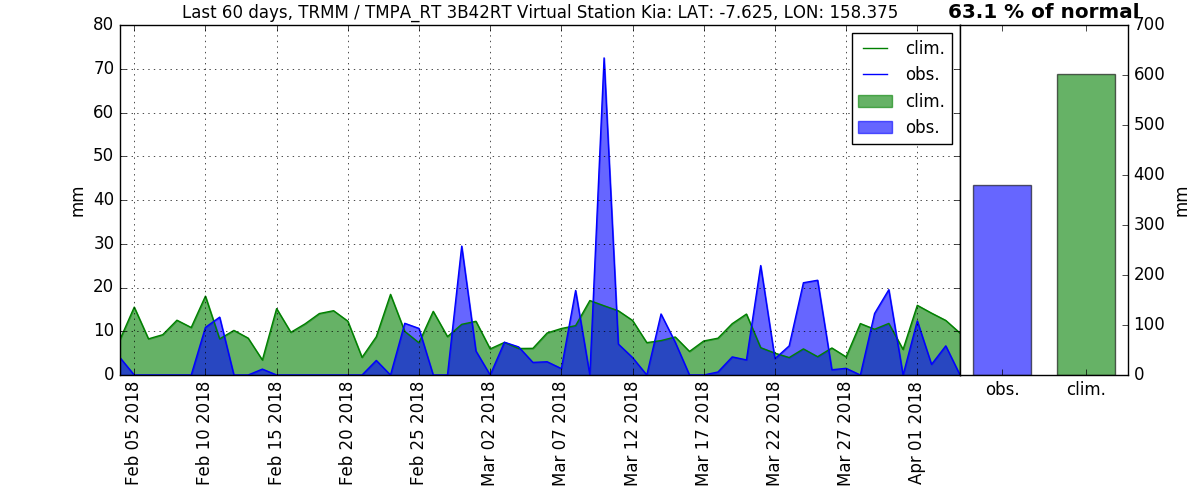 Last 60 days, TRMM / TMPA_RT 3B42RT Virtual Station Kia: LAT: -7.625, LON: 158.375
63.1 % of normal
80
70
60
50
40
30
20
10
0
mm
clim.
obs.
clim.
obs.
700
600
500
400
300
200
100
0
mm
obs.
clim.
Feb 05 2018
Feb 10 2018
Feb 15 2018
Feb 20 2018
Feb 25 2018
Mar 02 2018
Mar 07 2018
Mar 12 2018
Mar 17 2018
Mar 22 2018
Mar 27 2018
Apr 01 2018